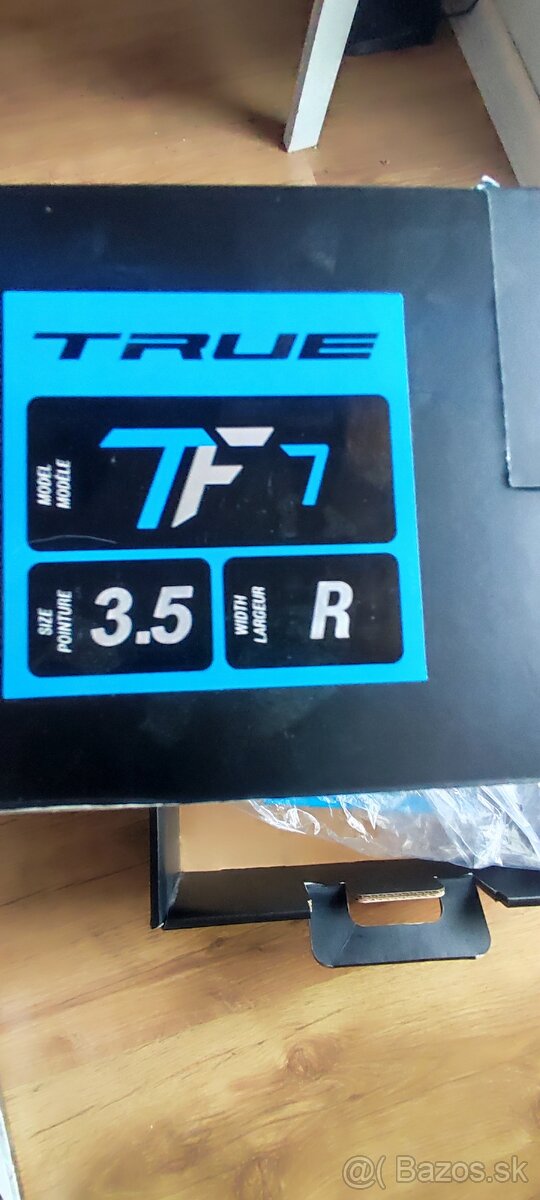 TRUE
MODEL
MODÈLE
TF7
SIZE
POINTURE
3.5
WIDTH
LARGEUR
R
@( Bazos.sk